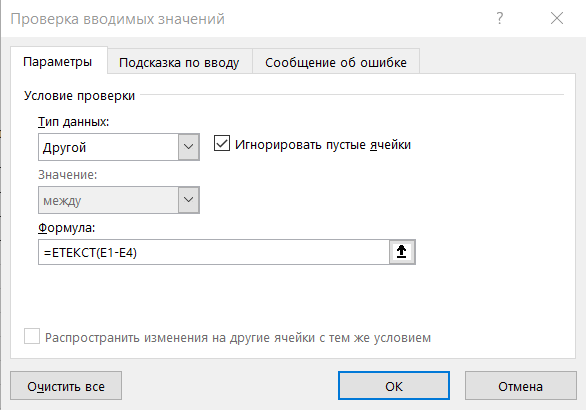 Проверка вводимых значений
?
Параметры
Подсказка по вводу
Сообщение об ошибке
Условие проверки
Тип данных:
Другой
Игнорировать пустые ячейки
Значение:
между
Формула:
=ЕТЕКСТ(E1-E4)
Распространить изменения на другие ячейки с тем же условием
Очистить все
ОК
Отмена